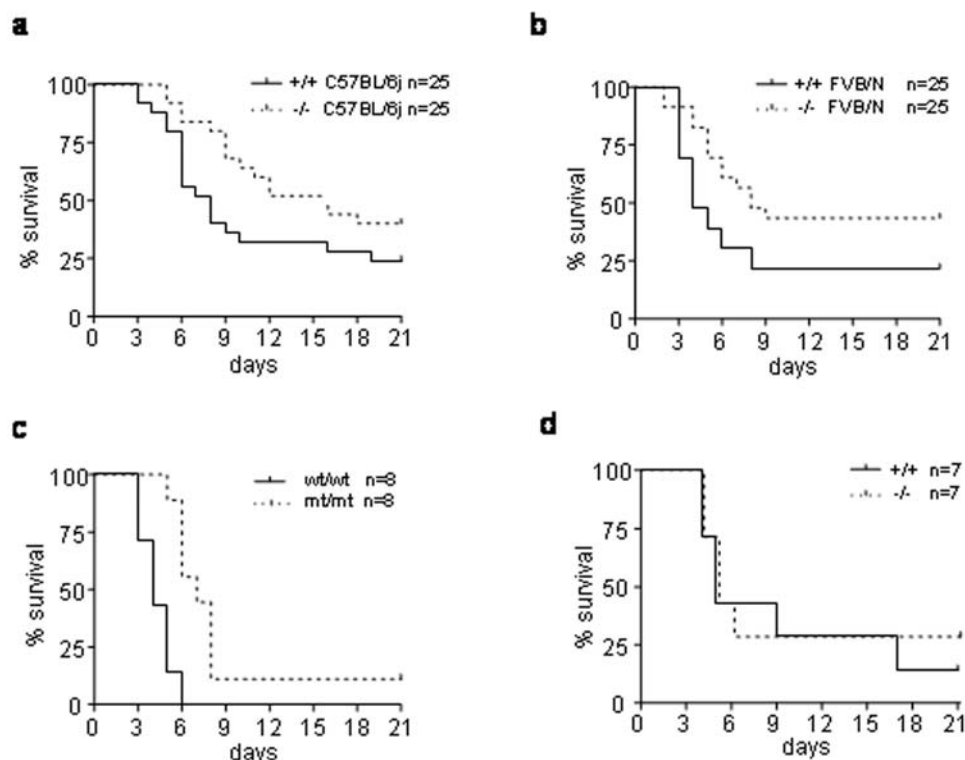 a
100
75
50
25
0
% survival
+/+ C57BL/6j n=25
-/- C57BL/6j n=25
0 3 6 9 12 15 18 21
days
b
100
75
50
25
0
% survival
+/+ FVB/N n=25
-/- FVB/N n=25
0 3 6 9 12 15 18 21
days
c
100
75
50
25
0
% survival
wt/wt n=8
mt/mt n=8
0 3 6 9 12 15 18 21
days
d
100
75
50
25
0
% survival
+/+ n=7
-/- n=7
0 3 6 9 12 15 18 21
days